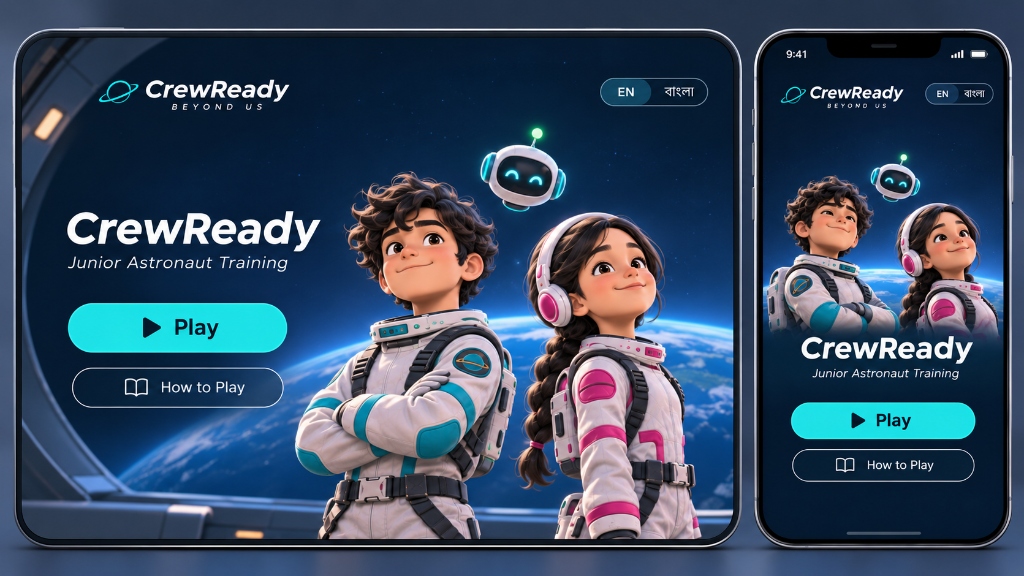 CrewReady
BEYOND US
EN বাংলা
CrewReady
Junior Astronaut Training
Play
How to Play
9:41
CrewReady
BEYOND US
EN বাংলা
CrewReady
Junior Astronaut Training
Play
How to Play